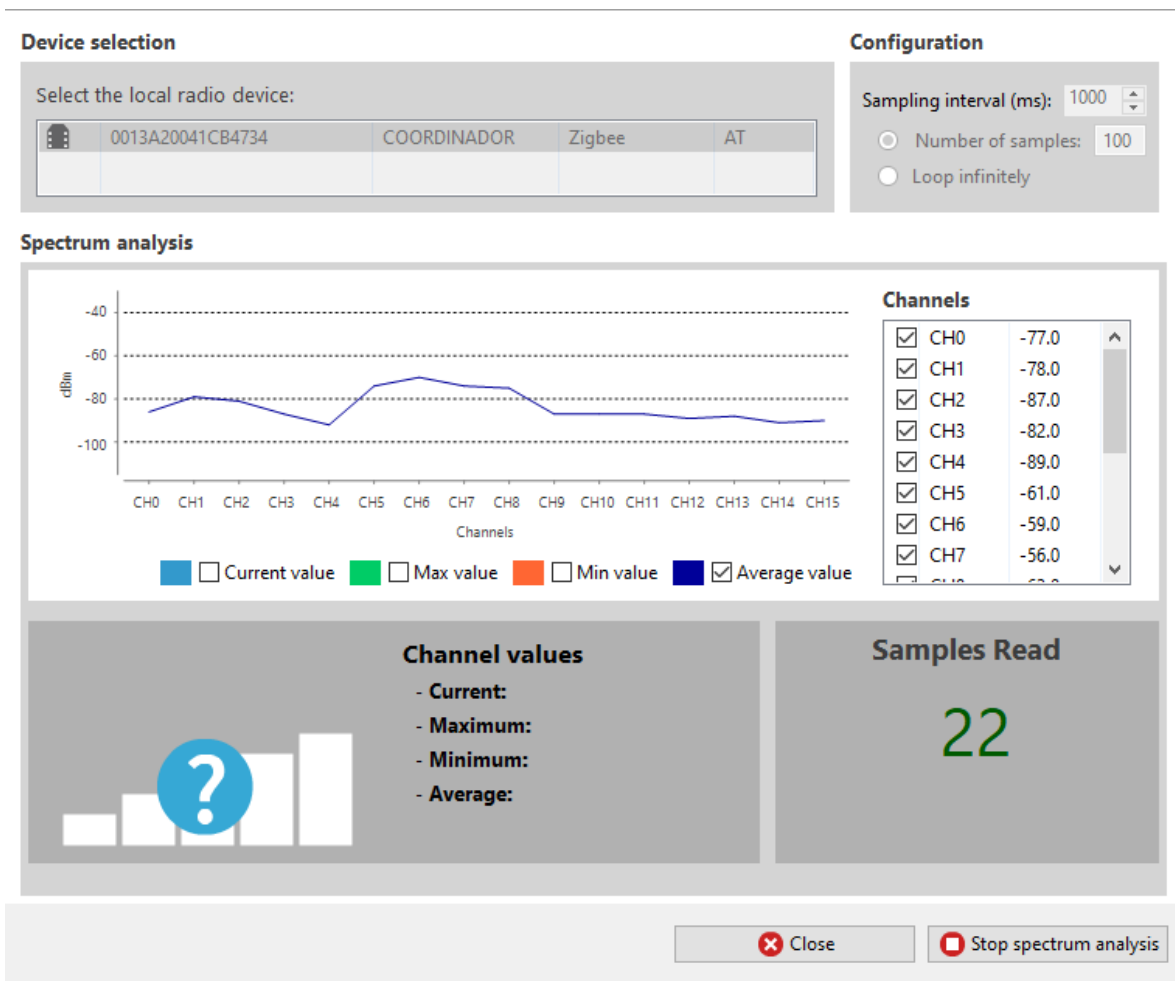 Device selection
Select the local radio device:
0013A20041CB4734 COORDINADOR Zigbee AT
Configuration
Sampling interval (ms): 1000
Number of samples: 100
Loop infinitely
Spectrum analysis
-40
-60
-80
-100
dBm
CH0 CH1 CH2 CH3 CH4 CH5 CH6 CH7 CH8 CH9 CH10 CH11 CH12 CH13 CH14 CH15
Channels
Current value Max value Min value Average value
Channels
CH0 -77.0
CH1 -78.0
CH2 -87.0
CH3 -82.0
CH4 -89.0
CH5 -61.0
CH6 -59.0
CH7 -56.0
?
Channel values
- Current:
- Maximum:
- Minimum:
- Average:
Samples Read
22
Close Stop spectrum analysis